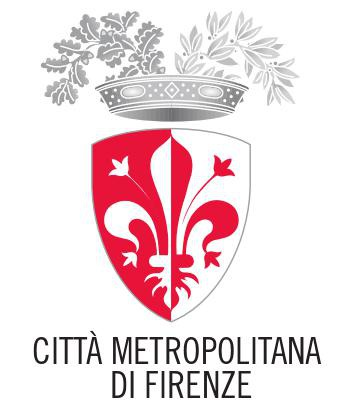 CITTÀ METROPOLITANA
DI FIRENZE